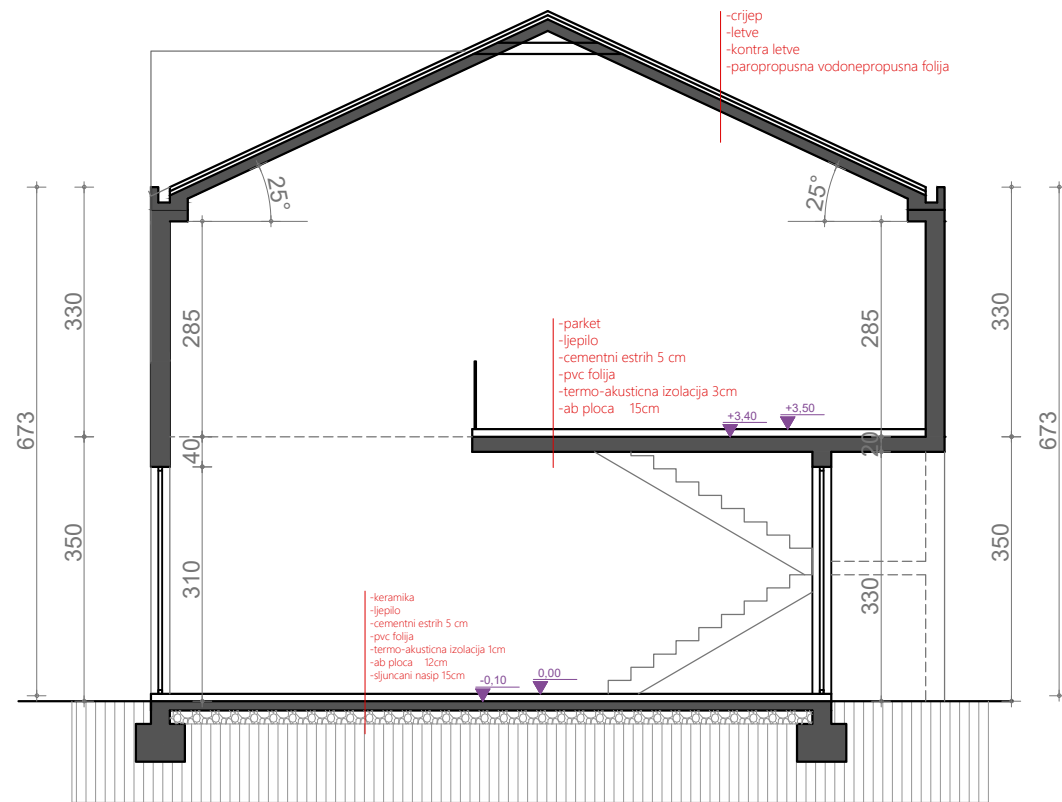 -crijep
-letve
-kontra letve
-paropropusna vodonepropusna folija
25°
25°
330
285
-parket
-ljepilo
-cementni estrih 5 cm
-pvc folija
-termo-akusticna izolacija 3cm
-ab ploca 15cm
285
330
+3,40
+3,50
673
40
20
673
350
310
330
350
-keramika
-ljepilo
-cementni estrih 5 cm
-pvc folija
-termo-akusticna izolacija 1cm
-ab ploca 12cm
-sljuncani nasip 15cm
-0,10
0,00